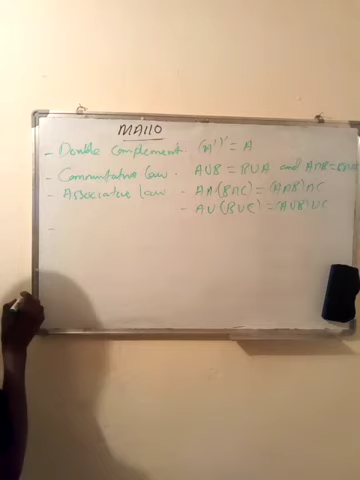 MA110
- Double complement (A')' = A
- Commutative law . A∪B = B∪A and A∩B = B∩A
- Associative law . A∩(B∩C) = (A∩B)∩C
- A∪(B∪C) = (A∪B)∪C
-